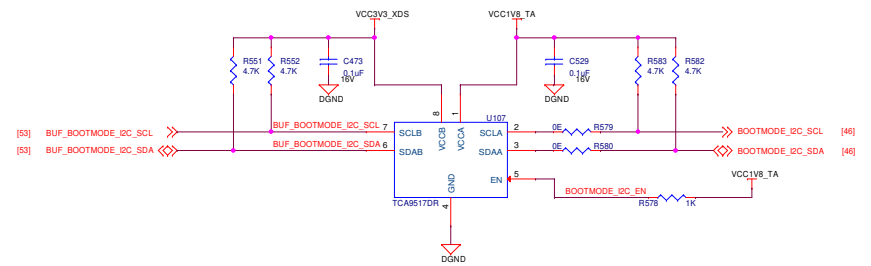 VCC3V3_XDS
VCC1V8_TA
R551
4.7K
R552
4.7K
C473
0.1uF
16V
DGND
C529
0.1uF
16V
DGND
R583
4.7K
R582
4.7K
U107
8
1
VCCB
VCCA
[53] BUF_BOOTMODE_I2C_SCL
BUF_BOOTMODE_I2C_SCL 7 SCLB
SCLA 2 0E R579
BOOTMODE_I2C_SCL [46]
[53] BUF_BOOTMODE_I2C_SDA
BUF_BOOTMODE_I2C_SDA 6 SDAB
SDAA 3 0E R580
BOOTMODE_I2C_SDA [46]
VCC1V8_TA
EN 5
BOOTMODE_I2C_EN
R578 1K
GND
4
TCA9517DR
DGND